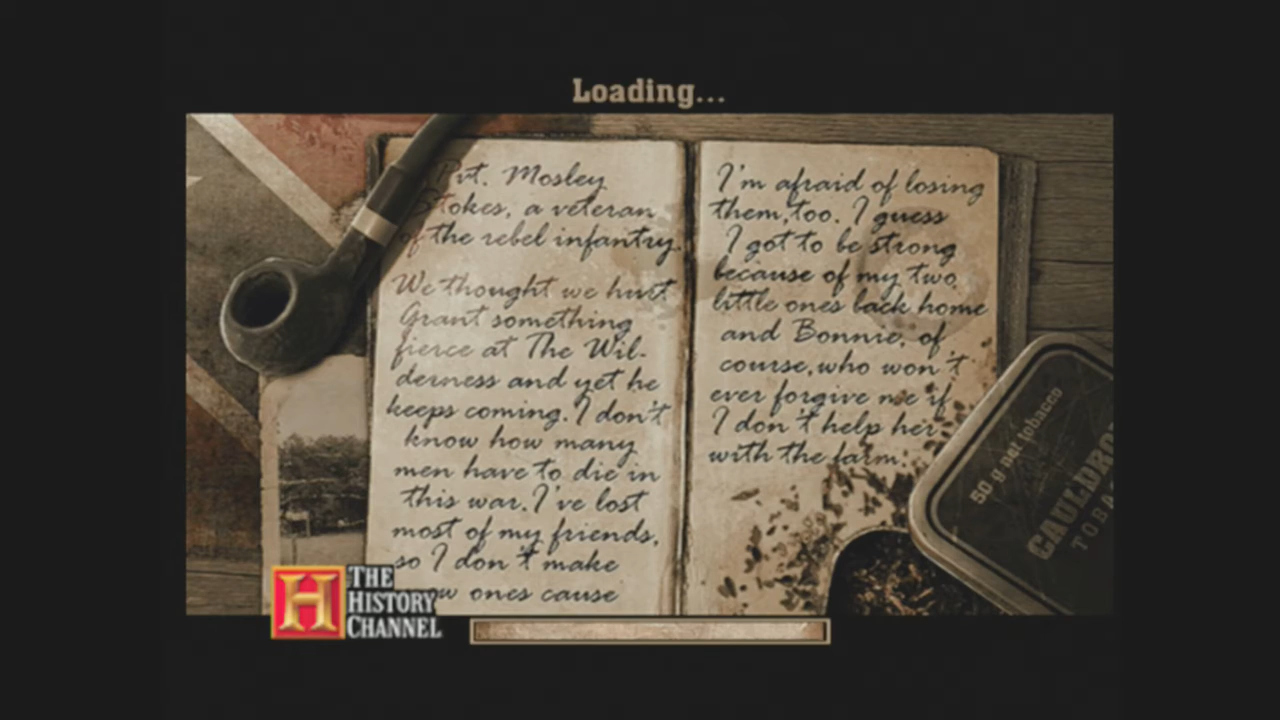 Loading...
Pvt. Mosley
Stokes, a veteran
of the rebel infantry.
We thought we hurt
Grant something
fierce at The Wil-
derness and yet he
keeps coming. I don't
know how many
men have to die in
this war. I've lost
most of my friends,
so I don't make
new ones cause
I'm afraid of losing
them, too. I guess
I got to be strong
because of my two
little ones back home
and Bonnie, of
course, who won't
ever forgive me if
I don't help her
with the farm.
50 g net tobacco
CAULDRO
TOBA
H
THE
HISTORY
CHANNEL